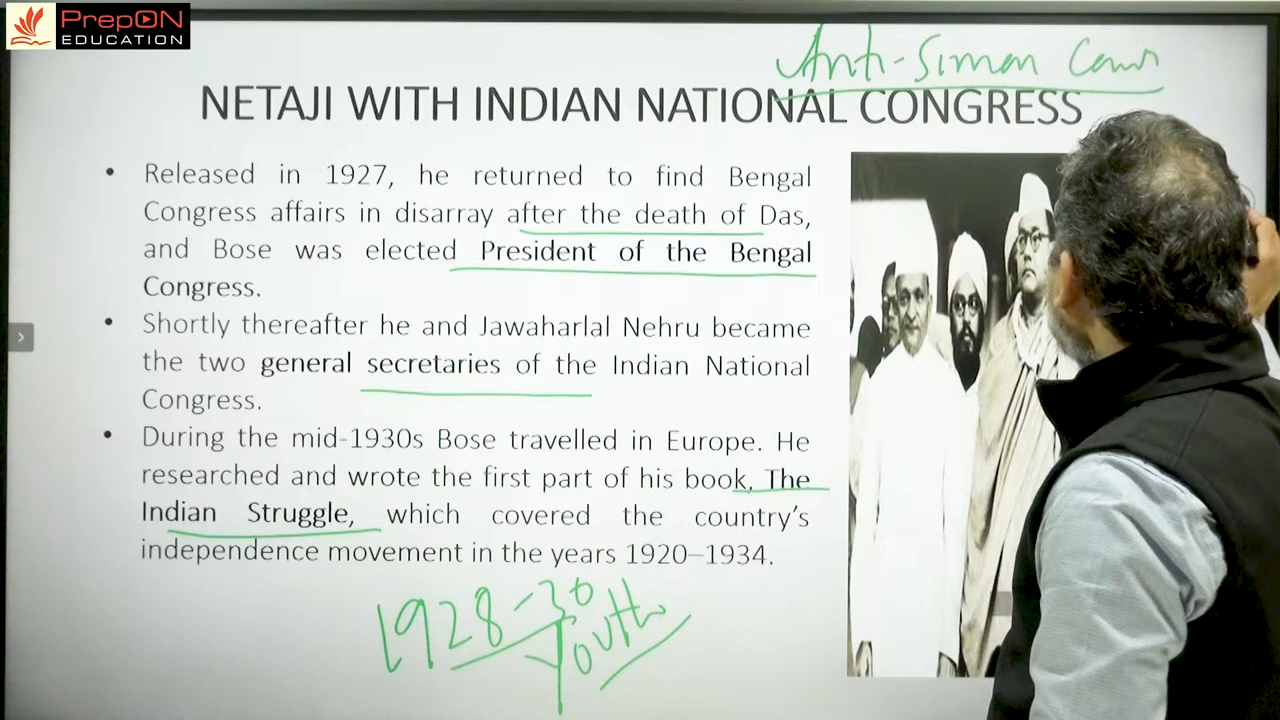 PrepON
EDUCATION
Anti-Simon
NETAJI WITH INDIAN NATIONAL CONGRESS
• Released in 1927, he returned to find Bengal
Congress affairs in disarray after the death of Das,
and Bose was elected President of the Bengal
Congress.
• Shortly thereafter he and Jawaharlal Nehru became
the two general secretaries of the Indian National
Congress.
• During the mid-1930s Bose travelled in Europe. He
researched and wrote the first part of his book, The
Indian Struggle, which covered the country's
independence movement in the years 1920–1934.
1928-30
Youth